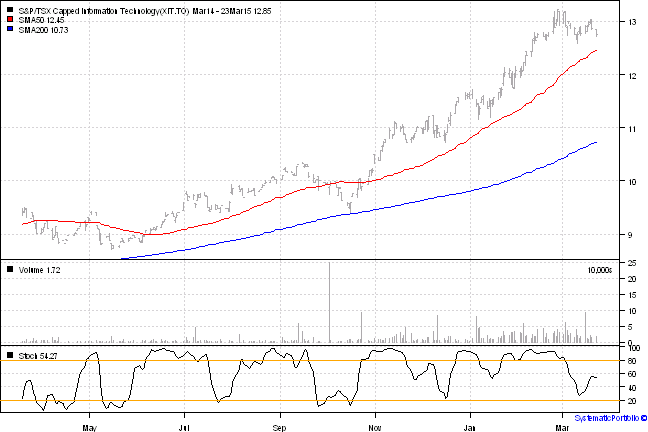 S&P/TSX Capped Information Technology(XIT.TO) Mar14 - 23Mar15 12.85
SMA50 12.45
SMA200 10.73
13
12
11
10
9
Volume 1.72
10,000s
25
20
15
10
5
0
Stoch 54.27
100
80
60
40
20
May Jul Sep Nov Jan Mar
SystematicPortfolio ©